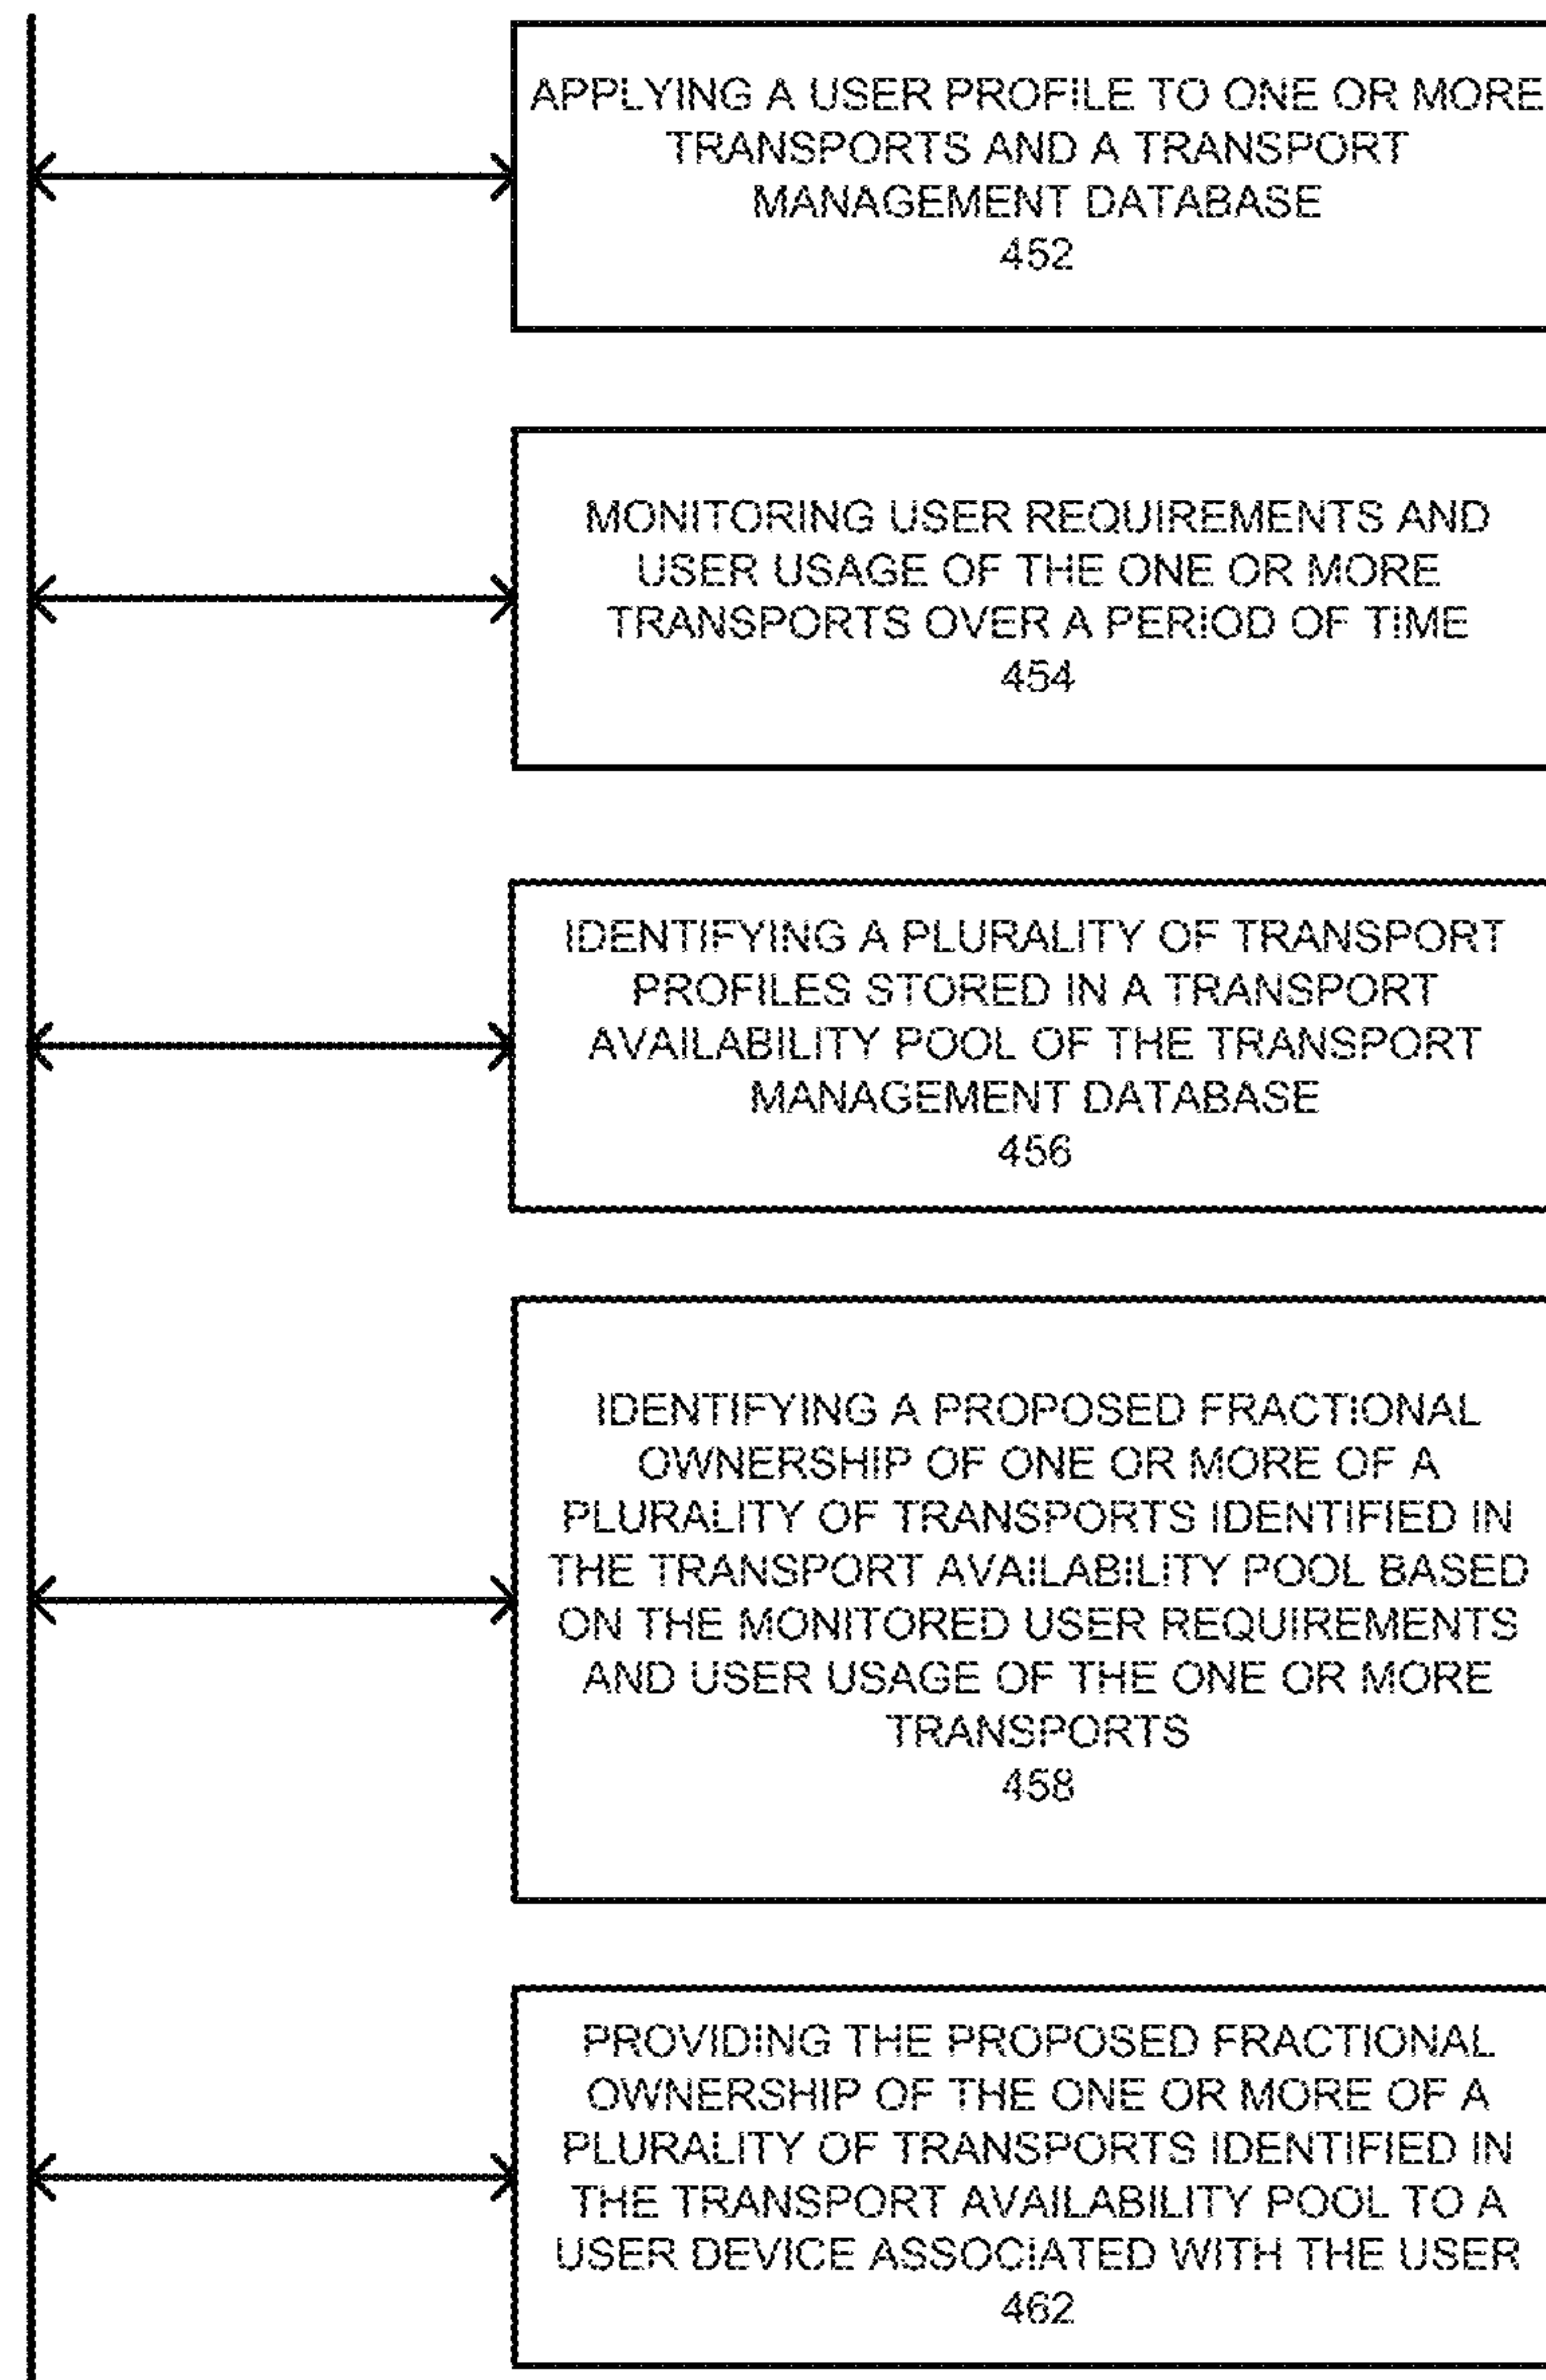 APPLYING A USER PROFILE TO ONE OR MORE
TRANSPORTS AND A TRANSPORT
MANAGEMENT DATABASE
452
MONITORING USER REQUIREMENTS AND
USER USAGE OF THE ONE OR MORE
TRANSPORTS OVER A PERIOD OF TIME
454
IDENTIFYING A PLURALITY OF TRANSPORT
PROFILES STORED IN A TRANSPORT
AVAILABILITY POOL OF THE TRANSPORT
MANAGEMENT DATABASE
456
IDENTIFYING A PROPOSED FRACTIONAL
OWNERSHIP OF ONE OR MORE OF A
PLURALITY OF TRANSPORTS IDENTIFIED IN
THE TRANSPORT AVAILABILITY POOL BASED
ON THE MONITORED USER REQUIREMENTS
AND USER USAGE OF THE ONE OR MORE
TRANSPORTS
458
PROVIDING THE PROPOSED FRACTIONAL
OWNERSHIP OF THE ONE OR MORE OF A
PLURALITY OF TRANSPORTS IDENTIFIED IN
THE TRANSPORT AVAILABILITY POOL TO A
USER DEVICE ASSOCIATED WITH THE USER
462